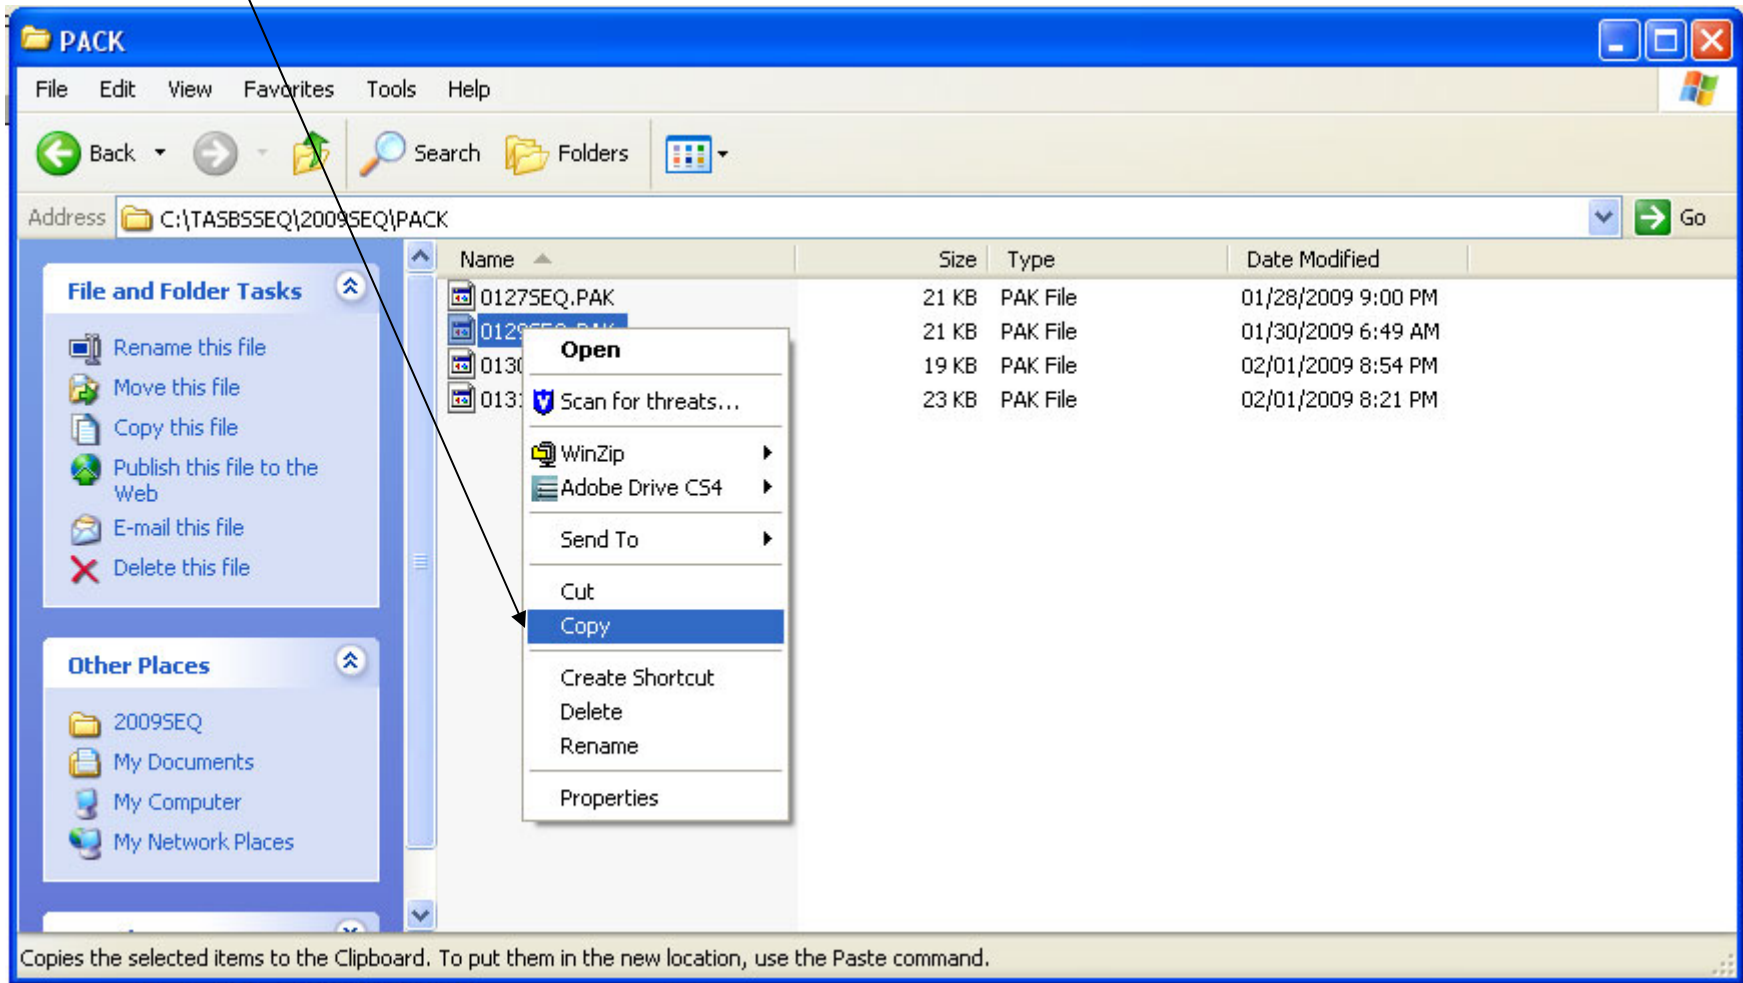 PACK
File Edit View Favorites Tools Help
Back Search Folders
Address C:\TASBSSEQ\2009SEQ\PACK Go
Name Size Type Date Modified
File and Folder Tasks
Rename this file
Move this file
Copy this file
Publish this file to the
Web
E-mail this file
Delete this file
Other Places
2009SEQ
My Documents
My Computer
My Network Places
0127SEQ.PAK 21 KB PAK File 01/28/2009 9:00 PM
0129SEQ.PAK 21 KB PAK File 01/30/2009 6:49 AM
0130 19 KB PAK File 02/01/2009 8:54 PM
0131 23 KB PAK File 02/01/2009 8:21 PM
Open
Scan for threats...
WinZip
Adobe Drive CS4
Send To
Cut
Copy
Create Shortcut
Delete
Rename
Properties
Copies the selected items to the Clipboard. To put them in the new location, use the Paste command.